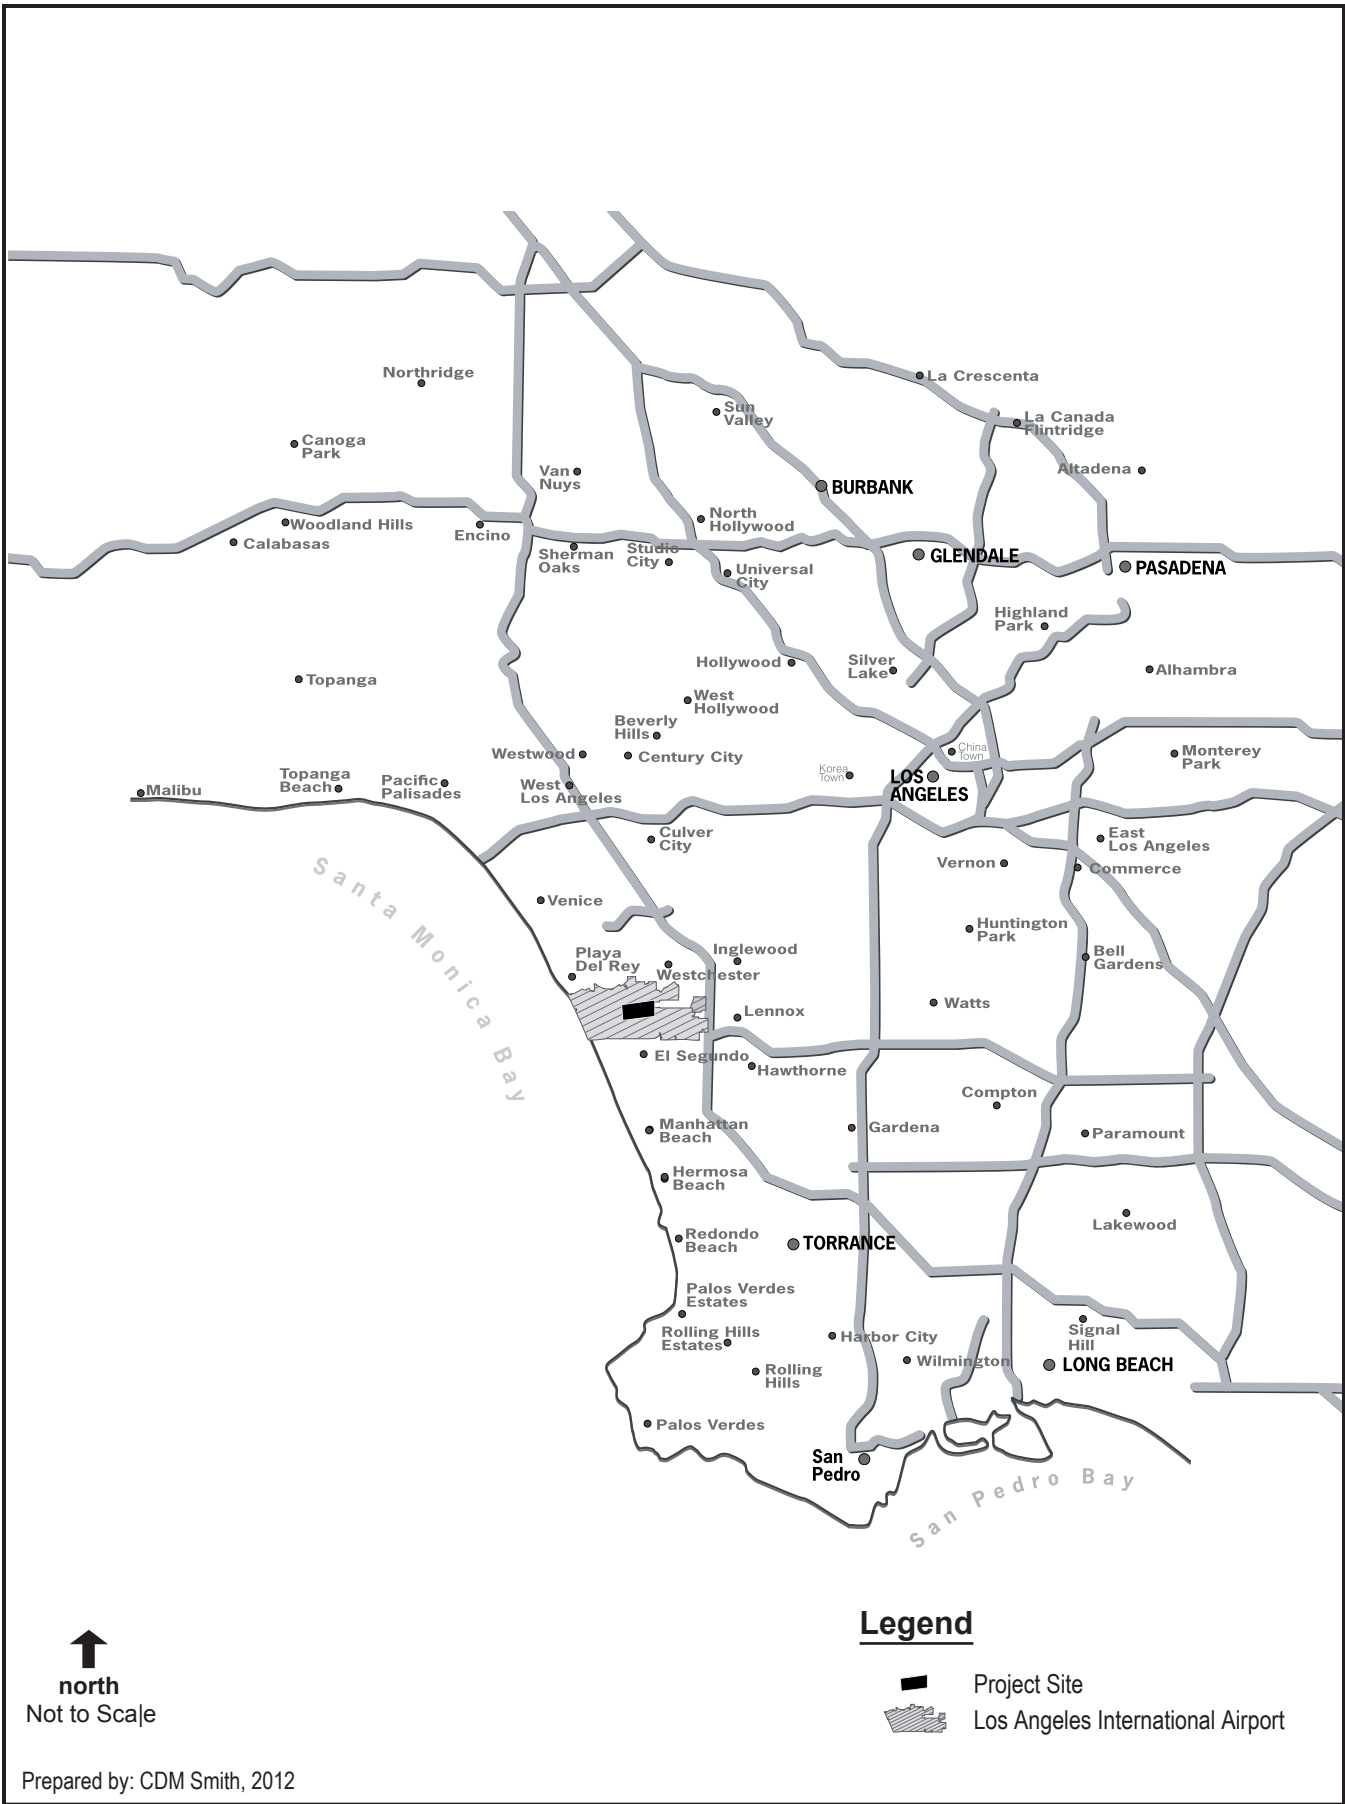 Northridge
La Crescenta
Sun
Valley
La Canada
Flintridge
Canoga
Park
Altadena
Van
Nuys
BURBANK
North
Hollywood
Woodland Hills
Encino
Calabasas
Sherman
Oaks
Studio
City
GLENDALE
Universal
City
PASADENA
Highland
Park
Hollywood
Silver
Lake
Alhambra
Topanga
West
Hollywood
Beverly
Hills
Westwood
Century City
China
Town
Monterey
Park
Korea
Town
LOS
ANGELES
Topanga
Beach
Pacific
Palisades
Malibu
West
Los Angeles
Culver
City
East
Los Angeles
Vernon
Commerce
Santa Monica Bay
Venice
Huntington
Park
Inglewood
Playa
Del Rey
Westchester
Bell
Gardens
Watts
Lennox
El Segundo
Hawthorne
Compton
Manhattan
Beach
Gardena
Paramount
Hermosa
Beach
Lakewood
Redondo
Beach
TORRANCE
Palos Verdes
Estates
Rolling Hills
Estates
Harbor City
Signal
Hill
Wilmington
LONG BEACH
Rolling
Hills
Palos Verdes
San
Pedro
San Pedro Bay
Legend
Project Site
Los Angeles International Airport
north
Not to Scale
Prepared by: CDM Smith, 2012